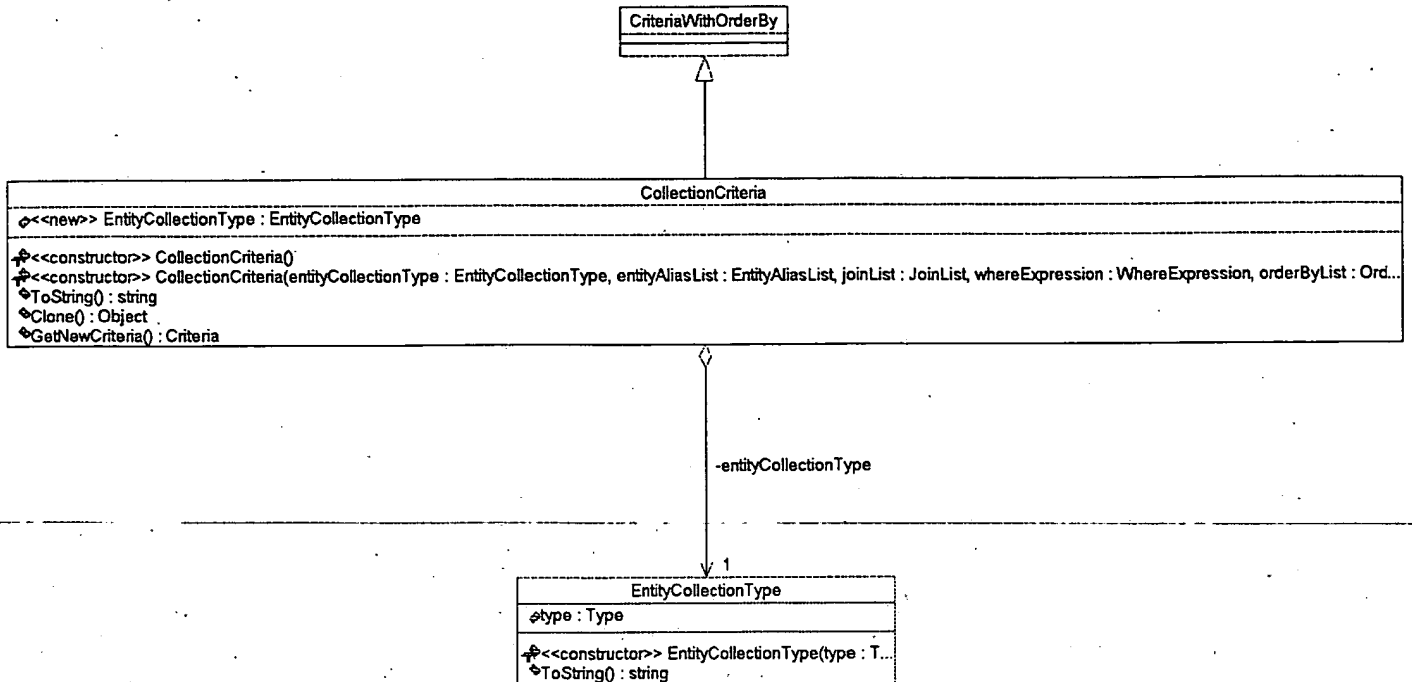 CriteriaWithOrderBy
CollectionCriteria
<<new>> EntityCollectionType : EntityCollectionType
<<constructor>> CollectionCriteria()
<<constructor>> CollectionCriteria(entityCollectionType : EntityCollectionType, entityAliasList : EntityAliasList, joinList : JoinList, whereExpression : WhereExpression, orderByList : Ord...
ToString() : string
Clone() : Object
GetNewCriteria() : Criteria
-entityCollectionType
1
EntityCollectionType
type : Type
<<constructor>> EntityCollectionType(type : T...
ToString() : string